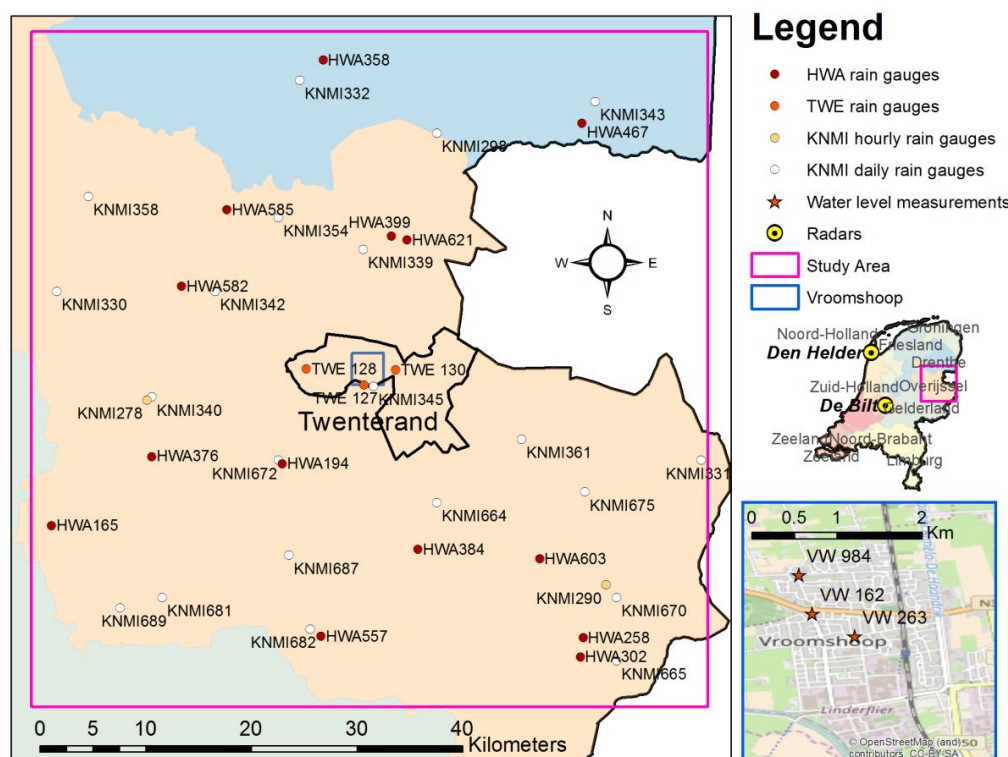 HWA358
KNMI332
KNMI343
HWA467
KNMI298
KNMI358
HWA585
KNMI354
HWA399
HWA621
KNMI339
N
W
E
S
HWA582
KNMI330
KNMI342
TWE 128
TWE 130
TWE 127
KNMI345
Twenterand
KNMI278
KNMI340
KNMI361
HWA376
KNMI672
HWA194
KNMI331
KNMI675
KNMI664
HWA165
HWA384
HWA603
KNMI687
KNMI290
KNMI670
KNMI681
KNMI689
KNMI682
HWA557
HWA258
HWA302
KNMI665
0 10 20 30 40
Kilometers
Legend
HWA rain gauges
TWE rain gauges
KNMI hourly rain gauges
KNMI daily rain gauges
Water level measurements
Radars
Study Area
Vroomshoop
Groningen
Noord-Holland
Friesland
Den Helder
Drenthe
Zuid-Holland
Overijssel
De Bilt
Gelderland
Zeeland
Noord-Brabant
Zeeland
Limburg
0 0.5 1 2
Km
VW 984
VW 162
VW 263
Vroomshoop
Linderflier
© OpenStreetMap (and)
contributors, CC-BY-SA